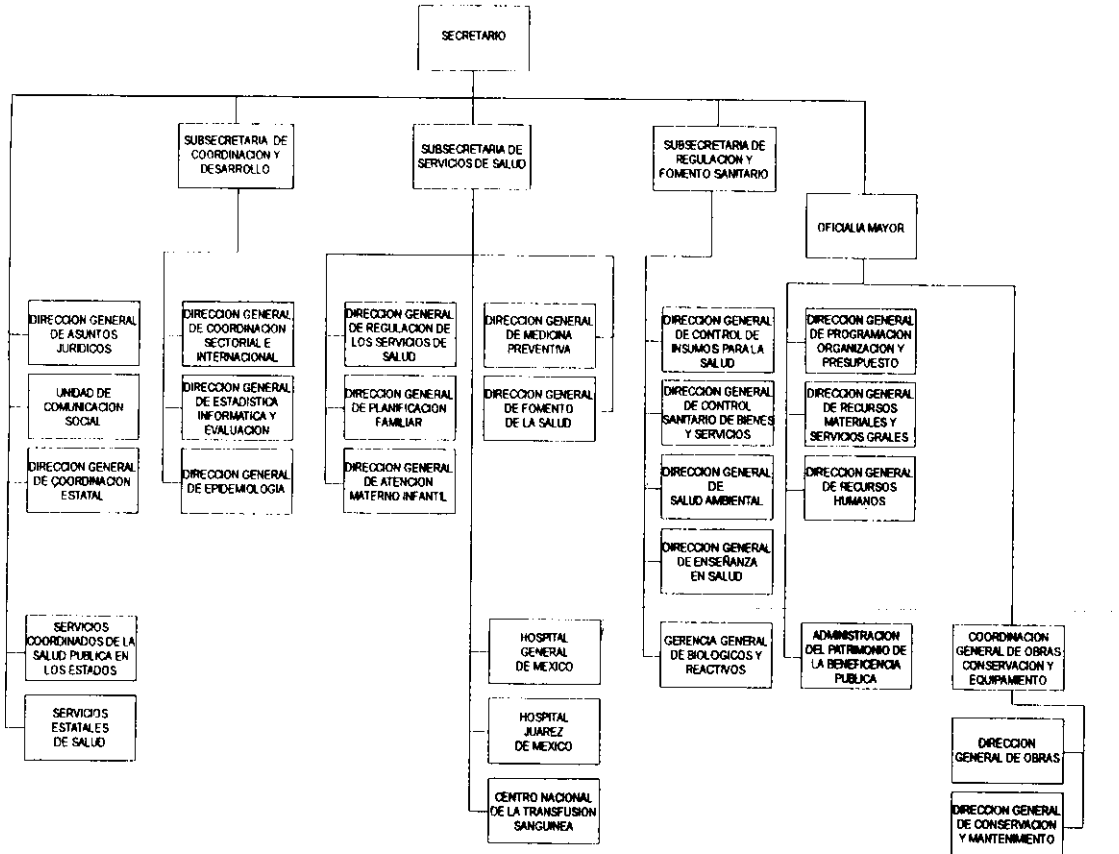 SECRETARIO
SUBSECRETARIA DE
COORDINACION Y
DESARROLLO
SUBSECRETARIA DE
SERVICIOS DE SALUD
SUBSECRETARIA DE
REGULACION Y
FOMENTO SANITARIO
OFICIALIA MAYOR
DIRECCION GENERAL
DE ASUNTOS
JURIDICOS
UNIDAD DE
COMUNICACION
SOCIAL
DIRECCION GENERAL
DE COORDINACION
ESTATAL
SERVICIOS
COORDINADOS DE LA
SALUD PUBLICA EN
LOS ESTADOS
SERVICIOS
ESTATALES
DE SALUD
DIRECCION GENERAL
DE COORDINACION
SECTORIAL E
INTERNACIONAL
DIRECCION GENERAL
DE ESTADISTICA
INFORMATICA Y
EVALUACION
DIRECCION GENERAL
DE EPIDEMIOLOGIA
DIRECCION GENERAL
DE REGULACION DE
LOS SERVICIOS DE
SALUD
DIRECCION GENERAL
DE PLANIFICACION
FAMILIAR
DIRECCION GENERAL
DE ATENCION
MATERNO INFANTIL
DIRECCION GENERAL
DE MEDICINA
PREVENTIVA
DIRECCION GENERAL
DE FOMENTO
DE LA SALUD
HOSPITAL
GENERAL
DE MEXICO
HOSPITAL
JUAREZ
DE MEXICO
CENTRO NACIONAL
DE LA TRANSFUSION
SANGUINEA
DIRECCION GENERAL
DE CONTROL DE
INSUMOS PARA LA
SALUD
DIRECCION GENERAL
DE CONTROL
SANITARIO DE BIENES
Y SERVICIOS
DIRECCION GENERAL
DE
SALUD AMBIENTAL
DIRECCION GENERAL
DE ENSEÑANZA
EN SALUD
GERENCIA GENERAL
DE BIOLOGICOS Y
REACTIVOS
DIRECCION GENERAL
DE PROGRAMACION
ORGANIZACION Y
PRESUPUESTO
DIRECCION GENERAL
DE RECURSOS
MATERIALES Y
SERVICIOS GRALES
DIRECCION GENERAL
DE RECURSOS
HUMANOS
ADMINISTRACION
DEL PATRIMONIO DE
LA BENEFICENCIA
PUBLICA
COORDINACION
GENERAL DE OBRAS
CONSERVACION Y
EQUIPAMIENTO
DIRECCION
GENERAL DE OBRAS
DIRECCION GENERAL
DE CONSERVACION
Y MANTENIMIENTO